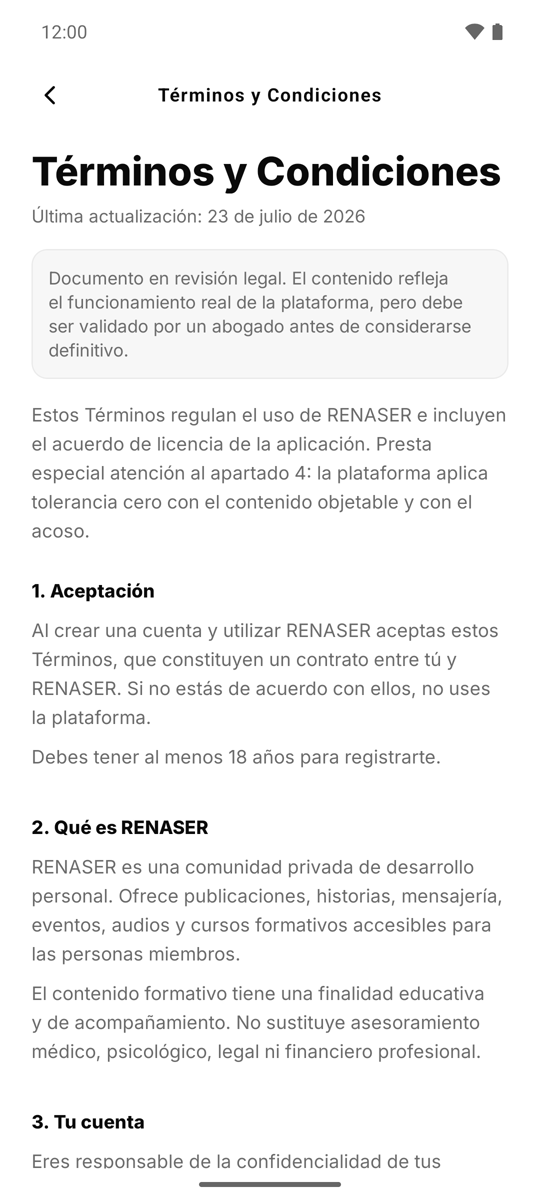 12:00
Términos y Condiciones
Términos y Condiciones
Última actualización: 23 de julio de 2026
Documento en revisión legal. El contenido refleja
el funcionamiento real de la plataforma, pero debe
ser validado por un abogado antes de considerarse
definitivo.
Estos Términos regulan el uso de RENASER e incluyen
el acuerdo de licencia de la aplicación. Presta
especial atención al apartado 4: la plataforma aplica
tolerancia cero con el contenido objetable y con el
acoso.
1. Aceptación
Al crear una cuenta y utilizar RENASER aceptas estos
Términos, que constituyen un contrato entre tú y
RENASER. Si no estás de acuerdo con ellos, no uses
la plataforma.
Debes tener al menos 18 años para registrarte.
2. Qué es RENASER
RENASER es una comunidad privada de desarrollo
personal. Ofrece publicaciones, historias, mensajería,
eventos, audios y cursos formativos accesibles para
las personas miembros.
El contenido formativo tiene una finalidad educativa
y de acompañamiento. No sustituye asesoramiento
médico, psicológico, legal ni financiero profesional.
3. Tu cuenta
Eres responsable de la confidencialidad de tus